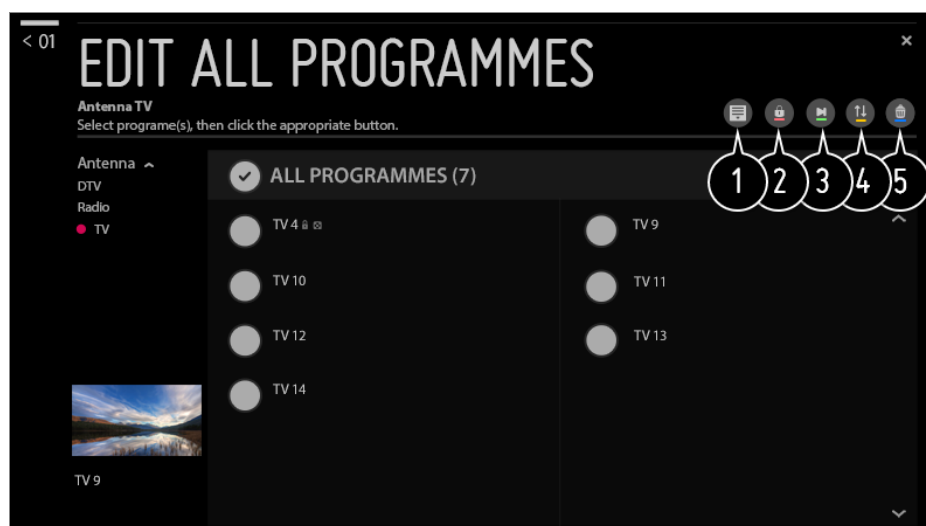 < 01
EDIT ALL PROGRAMMES
×
Antenna TV
Select programe(s), then click the appropriate button.
1 2 3 4 5
Antenna
DTV
Radio
TV
ALL PROGRAMMES (7)
TV 4
TV 9
TV 10
TV 11
TV 12
TV 13
TV 14
TV 9